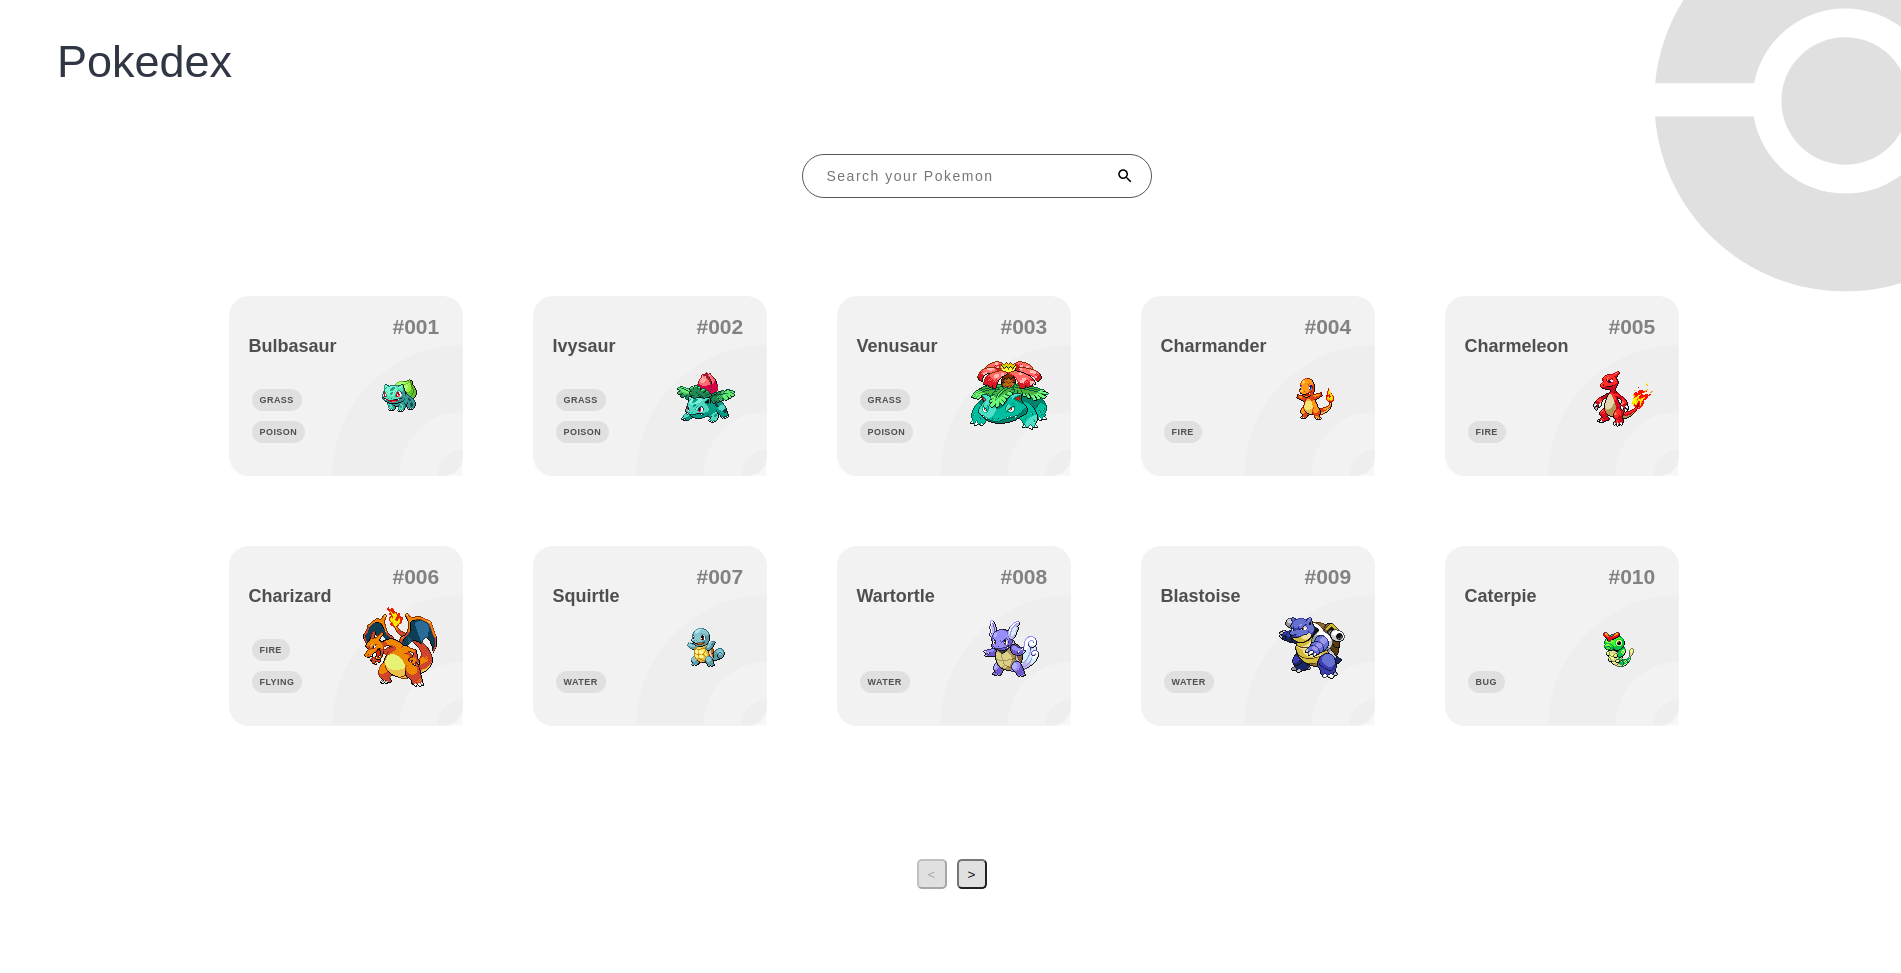 Pokedex
Search your Pokemon
#001
Bulbasaur
GRASS
POISON
#002
Ivysaur
GRASS
POISON
#003
Venusaur
GRASS
POISON
#004
Charmander
FIRE
#005
Charmeleon
FIRE
#006
Charizard
FIRE
FLYING
#007
Squirtle
WATER
#008
Wartortle
WATER
#009
Blastoise
WATER
#010
Caterpie
BUG
< >